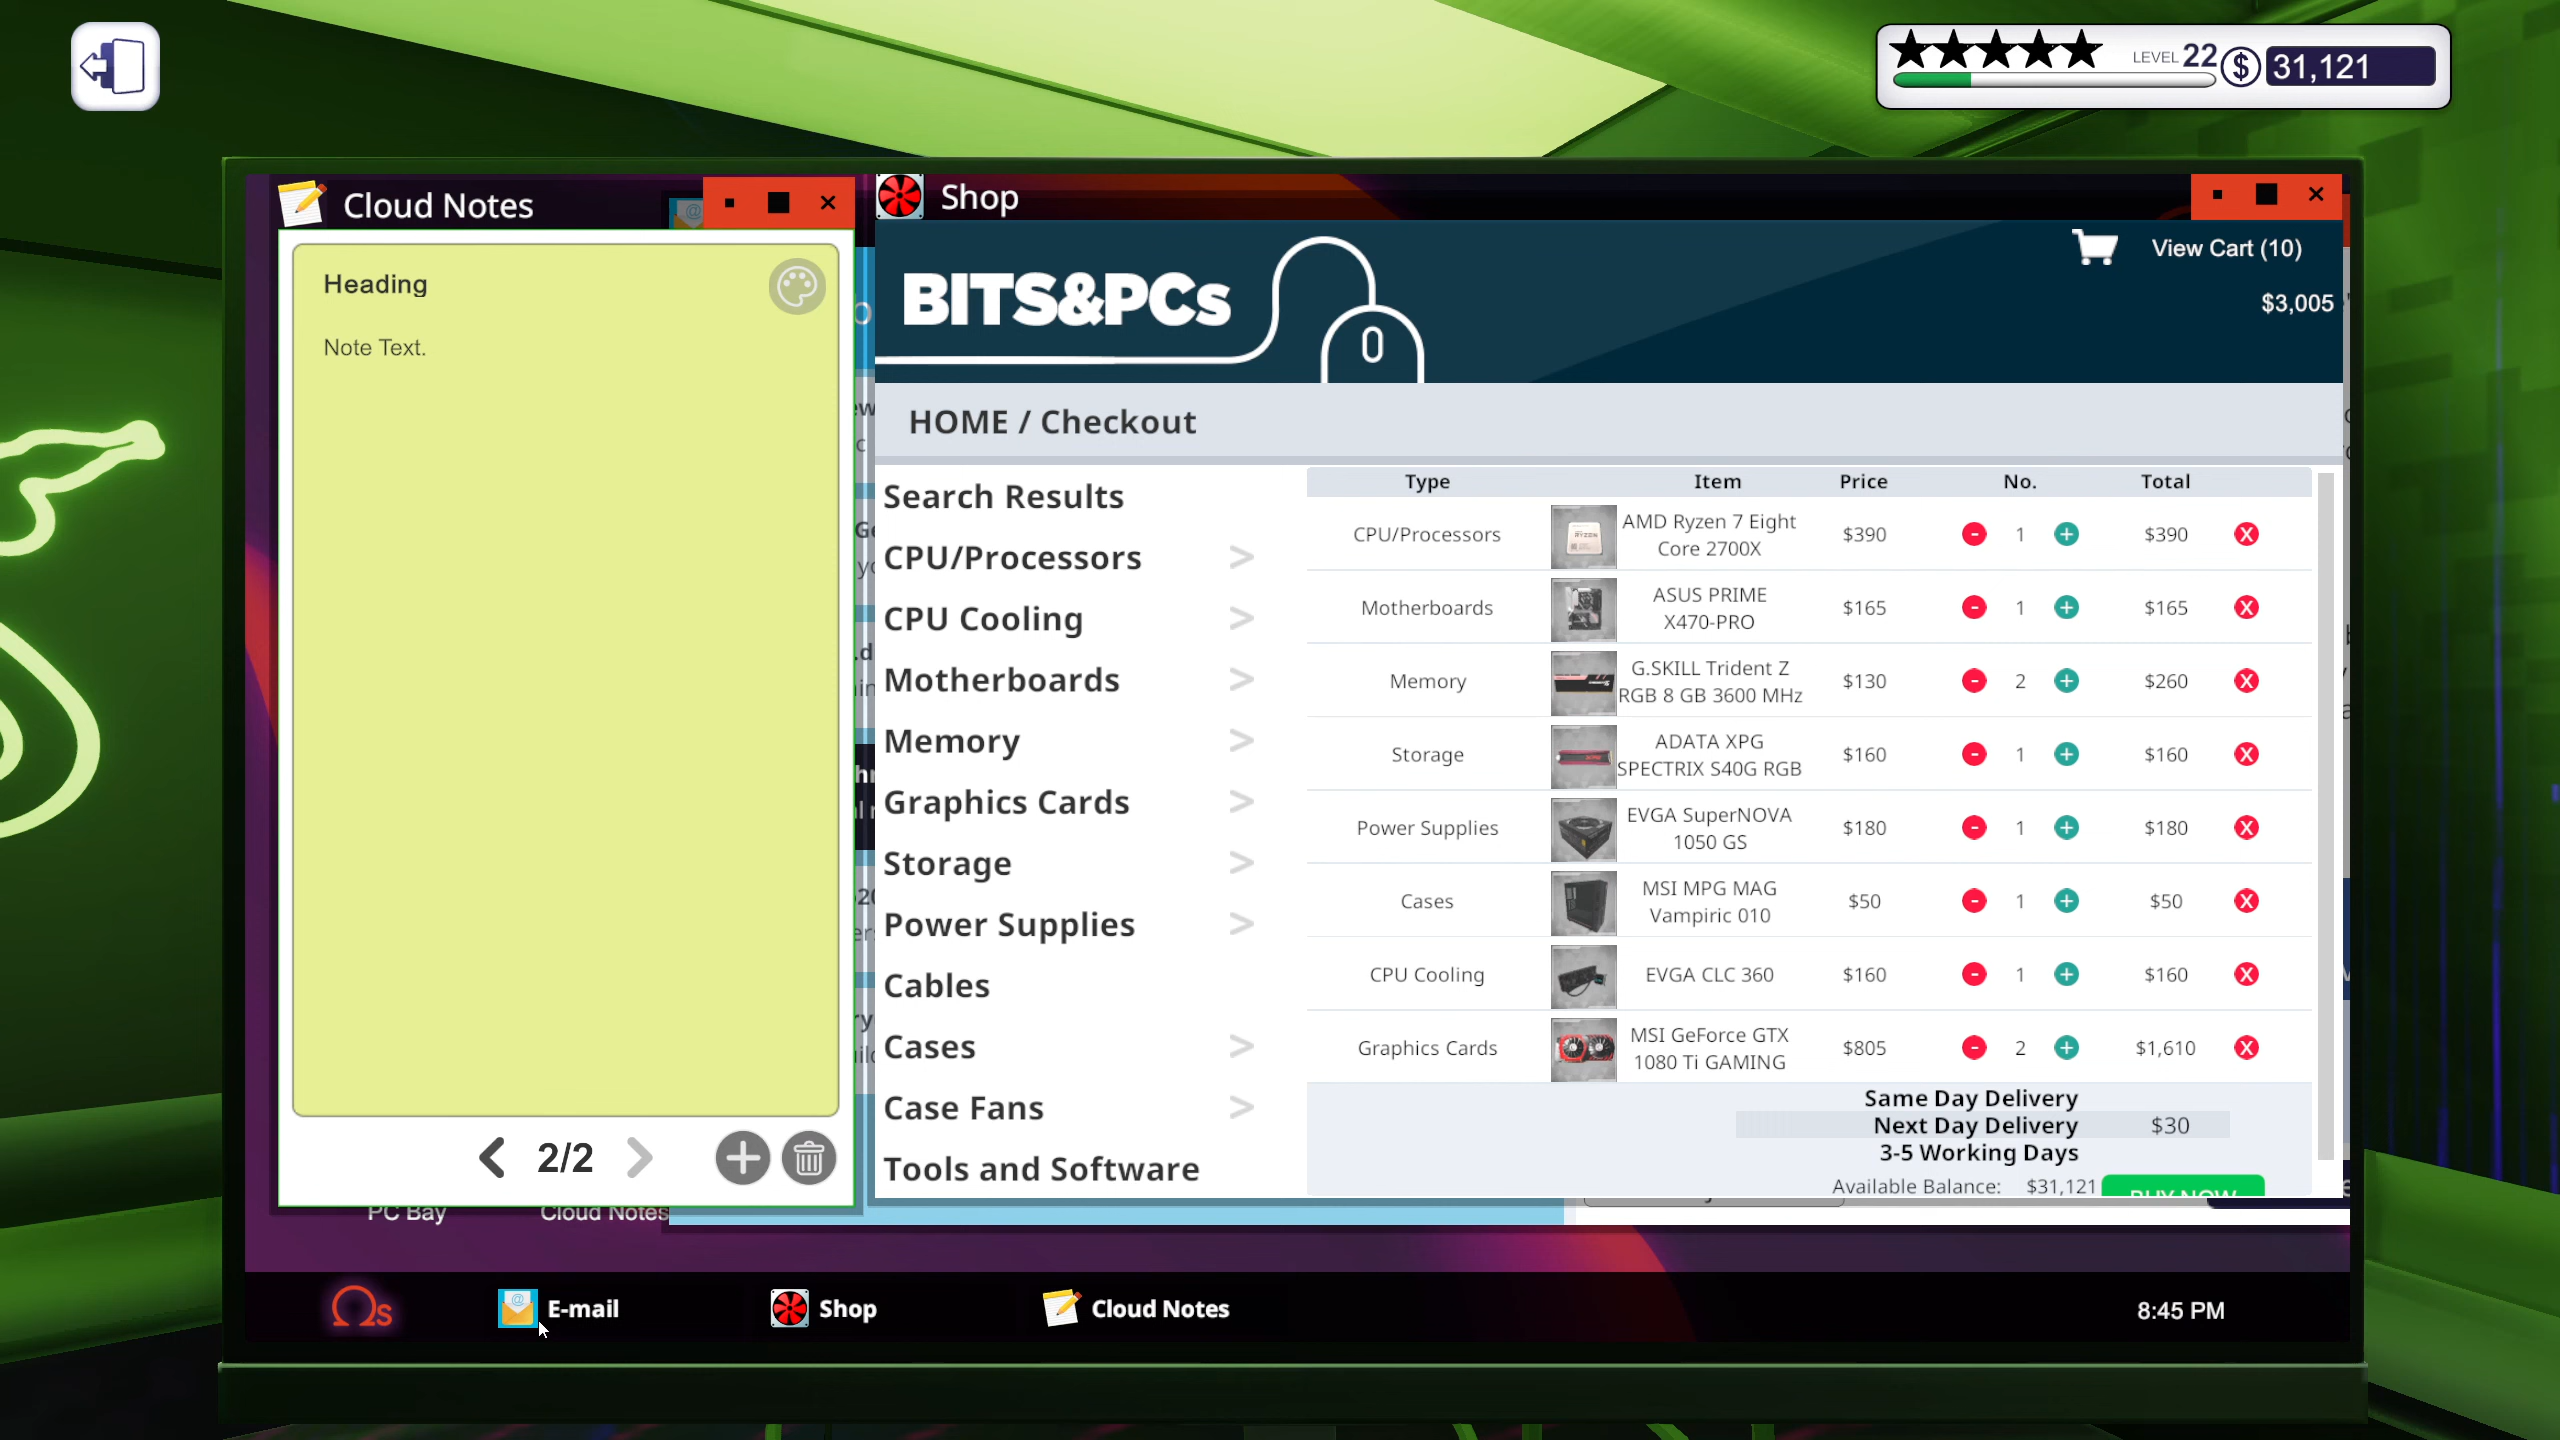 LEVEL 22 $ 31,121
Cloud Notes
Shop
Heading
Note Text.
BITS&PCs
View Cart (10)
$3,005
HOME / Checkout
Search Results
CPU/Processors >
CPU Cooling >
Motherboards >
Memory >
Graphics Cards >
Storage >
Power Supplies >
Cables
Cases >
Case Fans >
Tools and Software
Type Item Price No. Total
CPU/Processors AMD Ryzen 7 Eight Core 2700X $390 - 1 + $390 X
Motherboards ASUS PRIME X470-PRO $165 - 1 + $165 X
Memory G.SKILL Trident Z RGB 8 GB 3600 MHz $130 - 2 + $260 X
Storage ADATA XPG SPECTRIX S40G RGB $160 - 1 + $160 X
Power Supplies EVGA SuperNOVA 1050 GS $180 - 1 + $180 X
Cases MSI MPG MAG Vampiric 010 $50 - 1 + $50 X
CPU Cooling EVGA CLC 360 $160 - 1 + $160 X
Graphics Cards MSI GeForce GTX 1080 Ti GAMING $805 - 2 + $1,610 X
Same Day Delivery
Next Day Delivery $30
3-5 Working Days
Available Balance: $31,121 BUY NOW
2/2
PC Bay Cloud Notes
Ωs E-mail Shop Cloud Notes 8:45 PM